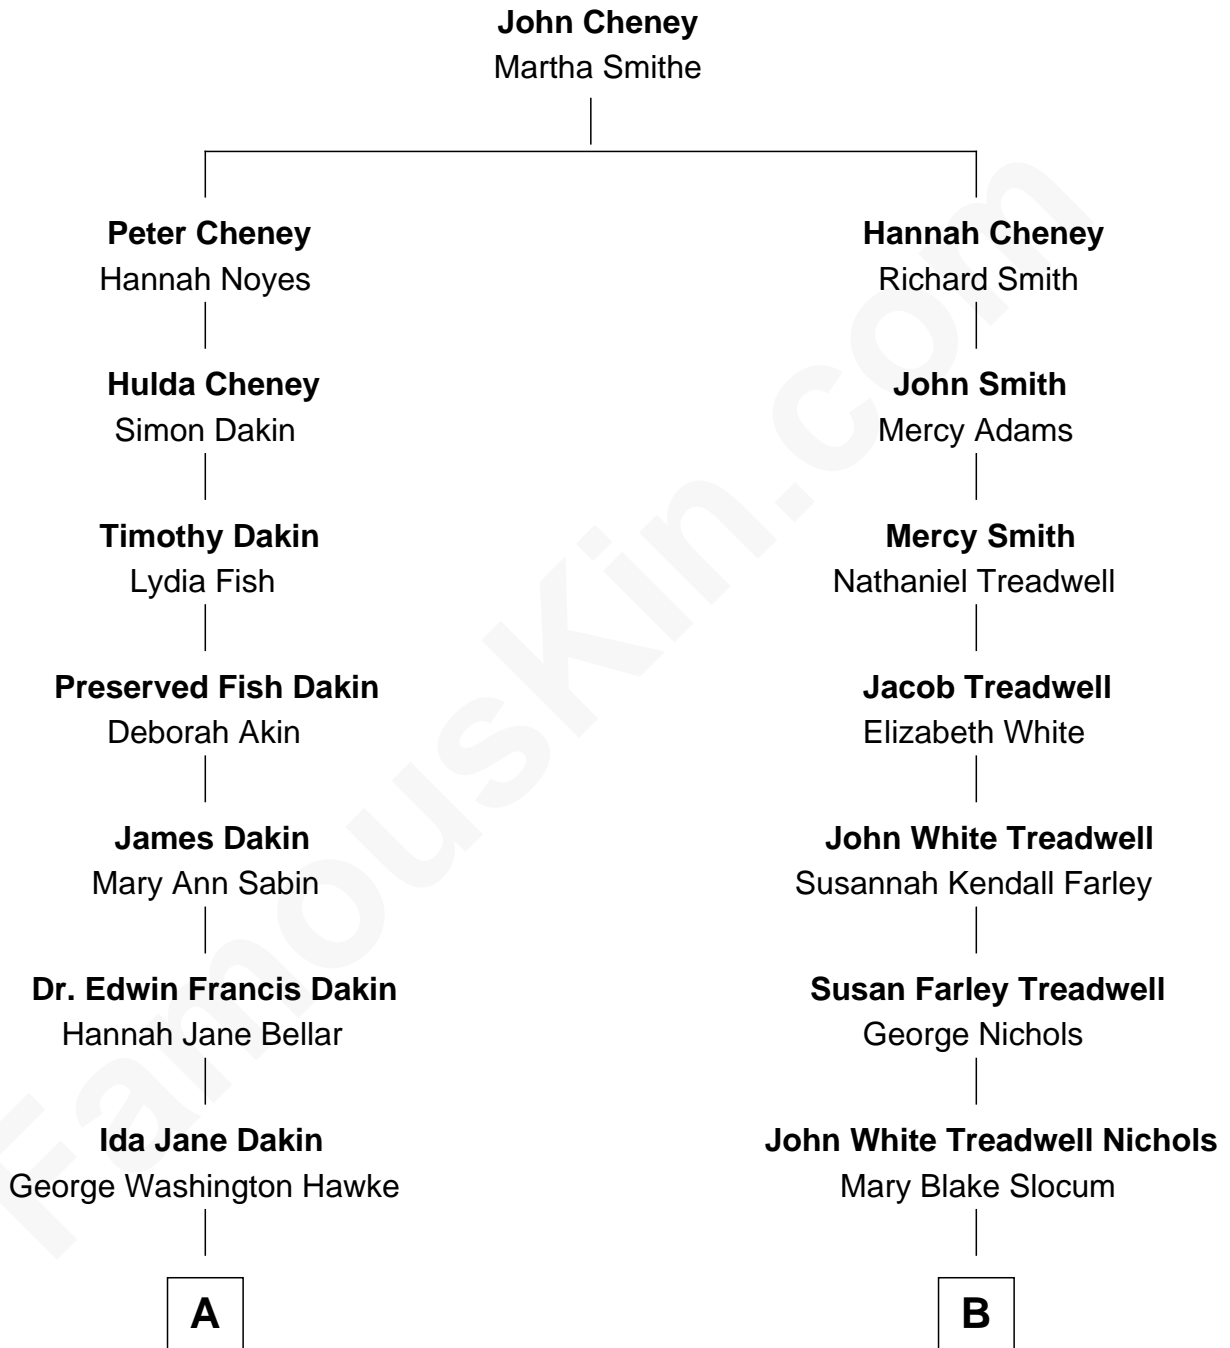 John Cheney
Martha Smithe
Peter Cheney
Hannah Noyes
Hannah Cheney
Richard Smith
Hulda Cheney
Simon Dakin
John Smith
Mercy Adams
Timothy Dakin
Lydia Fish
Mercy Smith
Nathaniel Treadwell
Preserved Fish Dakin
Deborah Akin
Jacob Treadwell
Elizabeth White
James Dakin
Mary Ann Sabin
John White Treadwell
Susannah Kendall Farley
Dr. Edwin Francis Dakin
Hannah Jane Bellar
Susan Farley Treadwell
George Nichols
Ida Jane Dakin
George Washington Hawke
John White Treadwell Nichols
Mary Blake Slocum
A
B
FamousKin.com